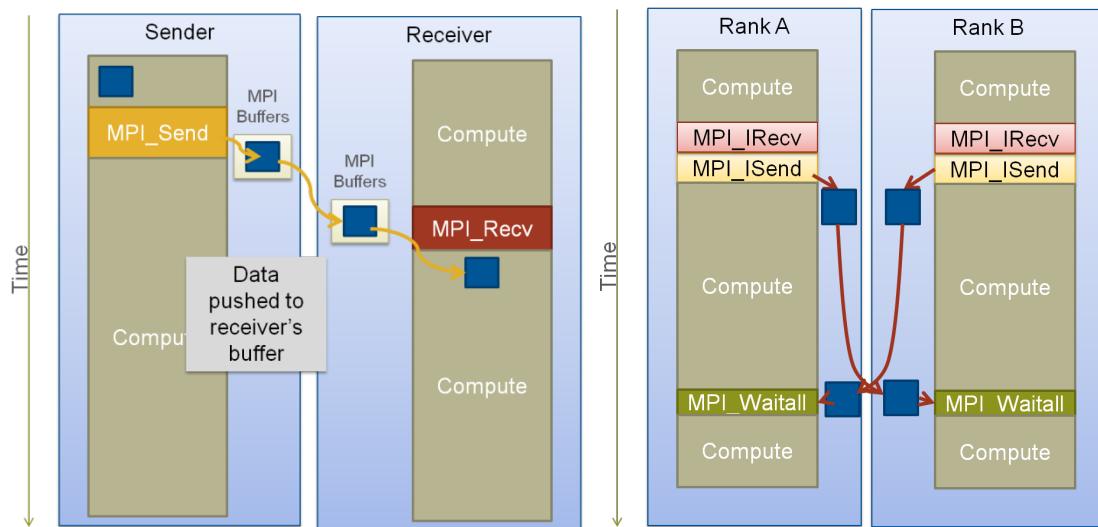 Sender
Receiver
MPI
Buffers
MPI_Send
Compute
MPI
Buffers
MPI_Recv
Data
pushed to
receiver's
buffer
Comput
Compute
Time
Rank A
Rank B
Compute
Compute
MPI_IRecv
MPI_IRecv
MPI_ISend
MPI_ISend
Compute
Compute
Time
MPI_Waitall
MPI_Waitall
Compute
Compute